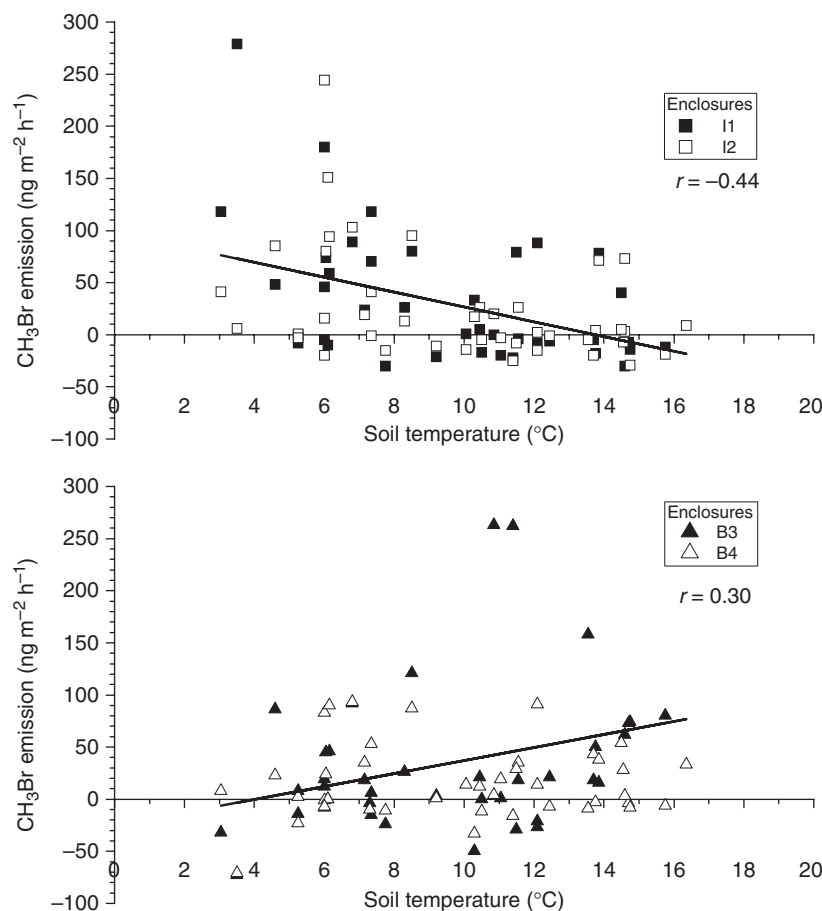 300
250
200
150
100
50
0
–50
–100
CH₃Br emission (ng m⁻² h⁻¹)
0 2 4 6 8 10 12 14 16 18 20
Soil temperature (°C)
Enclosures
I1
I2
r = –0.44
300
250
200
150
100
50
0
–50
–100
CH₃Br emission (ng m⁻² h⁻¹)
0 2 4 6 8 10 12 14 16 18 20
Soil temperature (°C)
Enclosures
B3
B4
r = 0.30